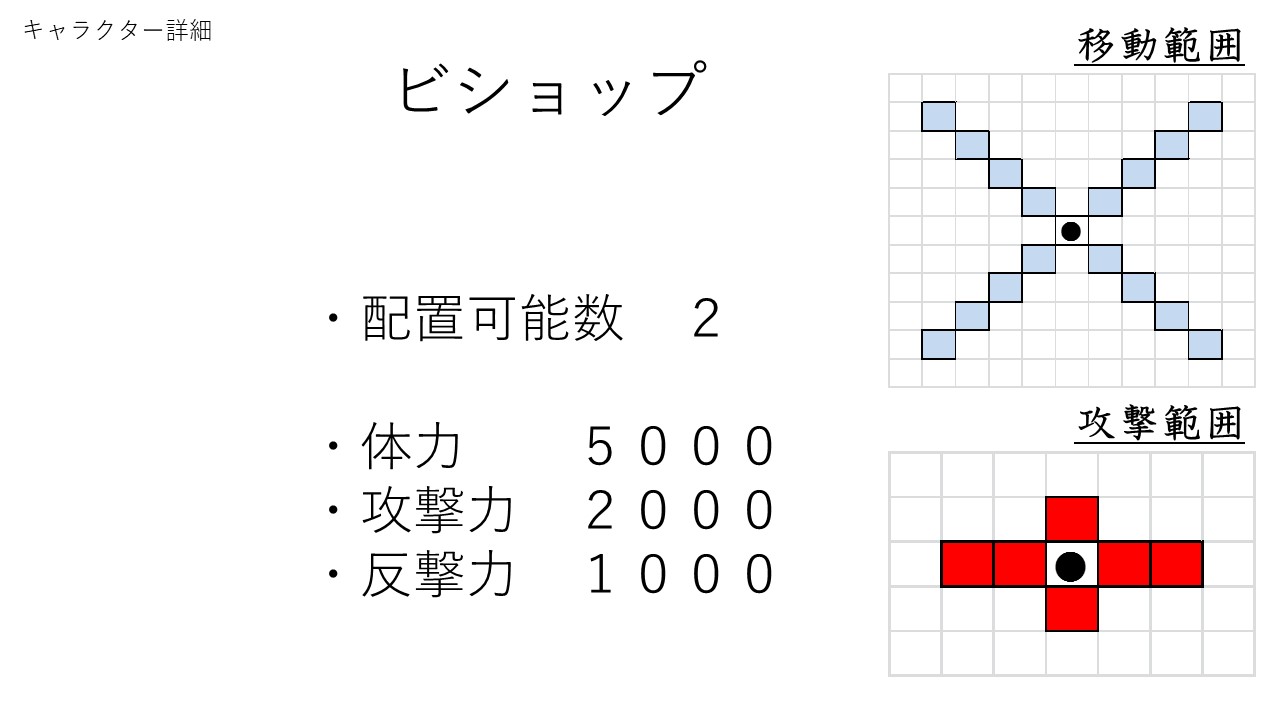 キャラクター詳細
ビショップ
・配置可能数　２
・体力　　５０００
・攻撃力　２０００
・反撃力　１０００
移動範囲
攻撃範囲